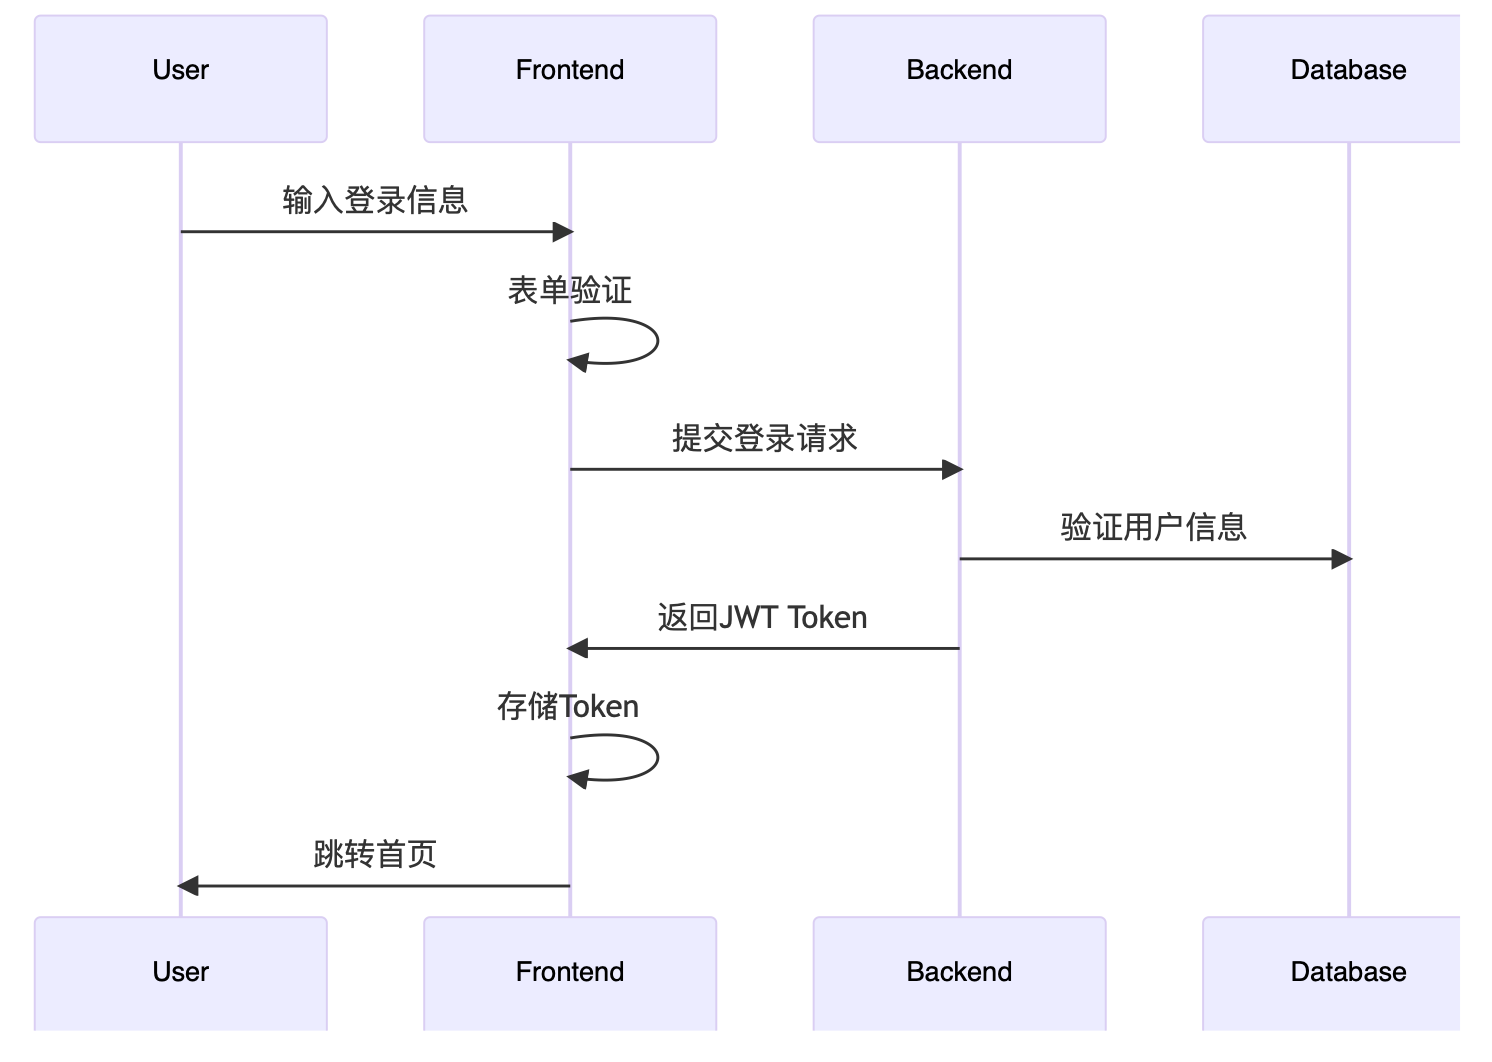 User
Frontend
Backend
Database
输入登录信息
表单验证
提交登录请求
验证用户信息
返回JWT Token
存储Token
跳转首页
User
Frontend
Backend
Database